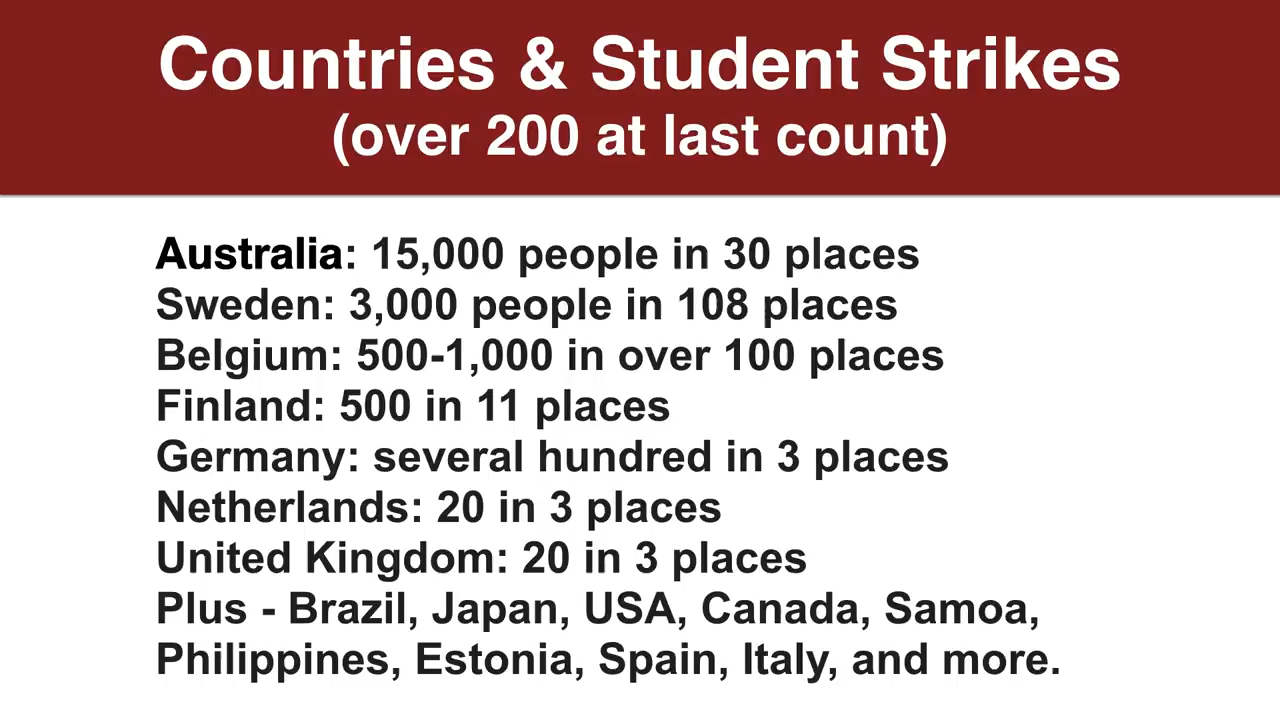 Countries & Student Strikes
(over 200 at last count)
Australia: 15,000 people in 30 places
Sweden: 3,000 people in 108 places
Belgium: 500-1,000 in over 100 places
Finland: 500 in 11 places
Germany: several hundred in 3 places
Netherlands: 20 in 3 places
United Kingdom: 20 in 3 places
Plus - Brazil, Japan, USA, Canada, Samoa,
Philippines, Estonia, Spain, Italy, and more.